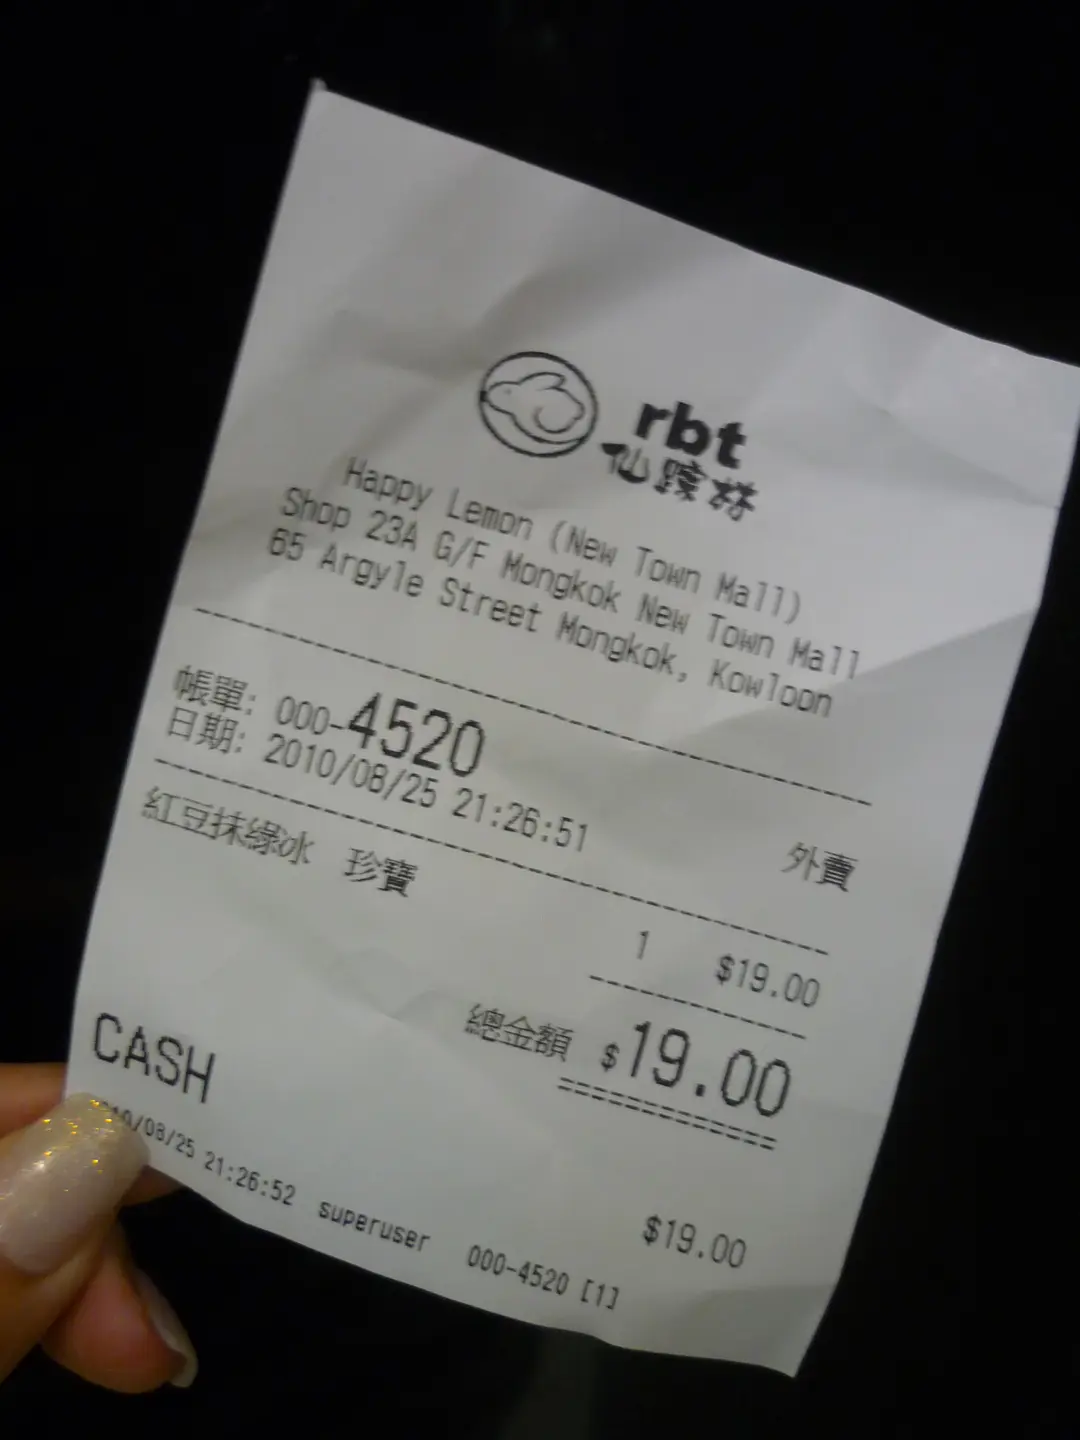 rbt
仙蹤林
Happy Lemon (New Town Mall)
Shop 23A G/F Mongkok New Town Mall
65 Argyle Street Mongkok, Kowloon
帳單: 000-4520
日期: 2010/08/25 21:26:51 外賣
紅豆抹綠冰 珍寶
1 $19.00
總金額 $19.00
CASH
$19.00
10/08/25 21:26:52 superuser 000-4520 [1]